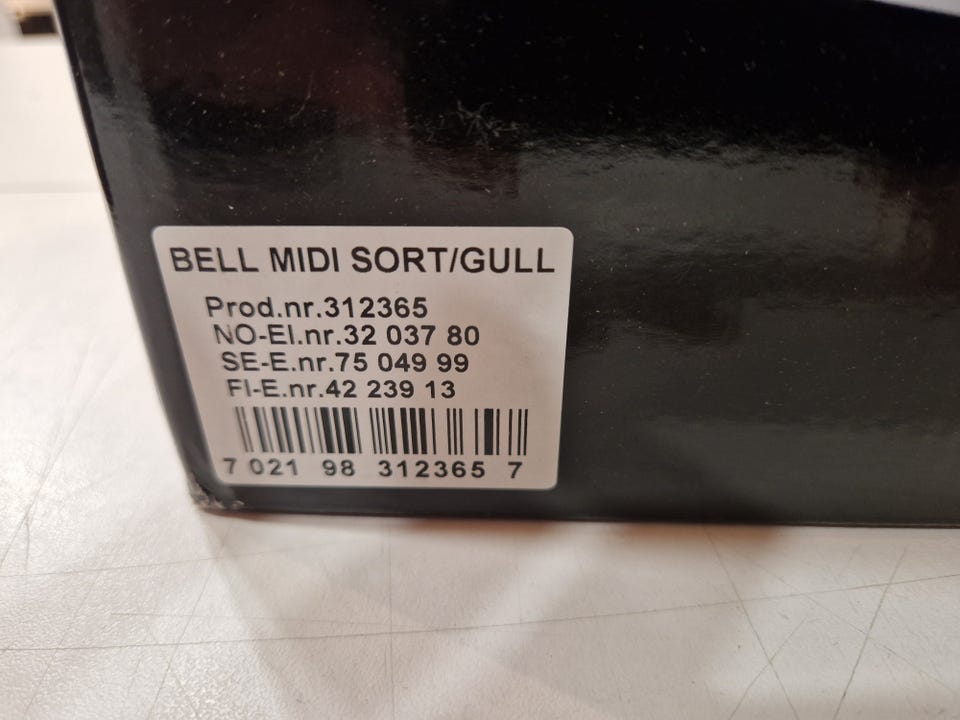 BELL MIDI SORT/GULL
Prod.nr.312365
NO-El.nr.32 037 80
SE-E.nr.75 049 99
FI-E.nr.42 239 13
7 021 98 312365 7